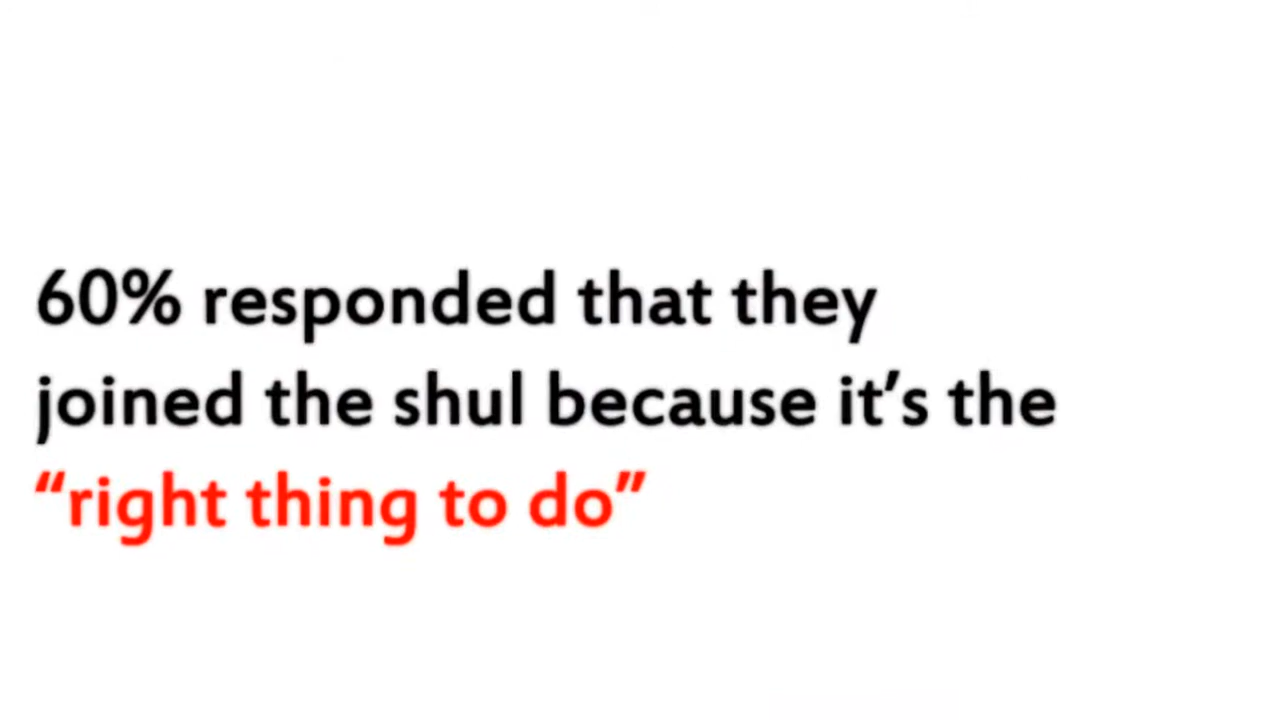 60% responded that they
joined the shul because it’s the
“right thing to do”